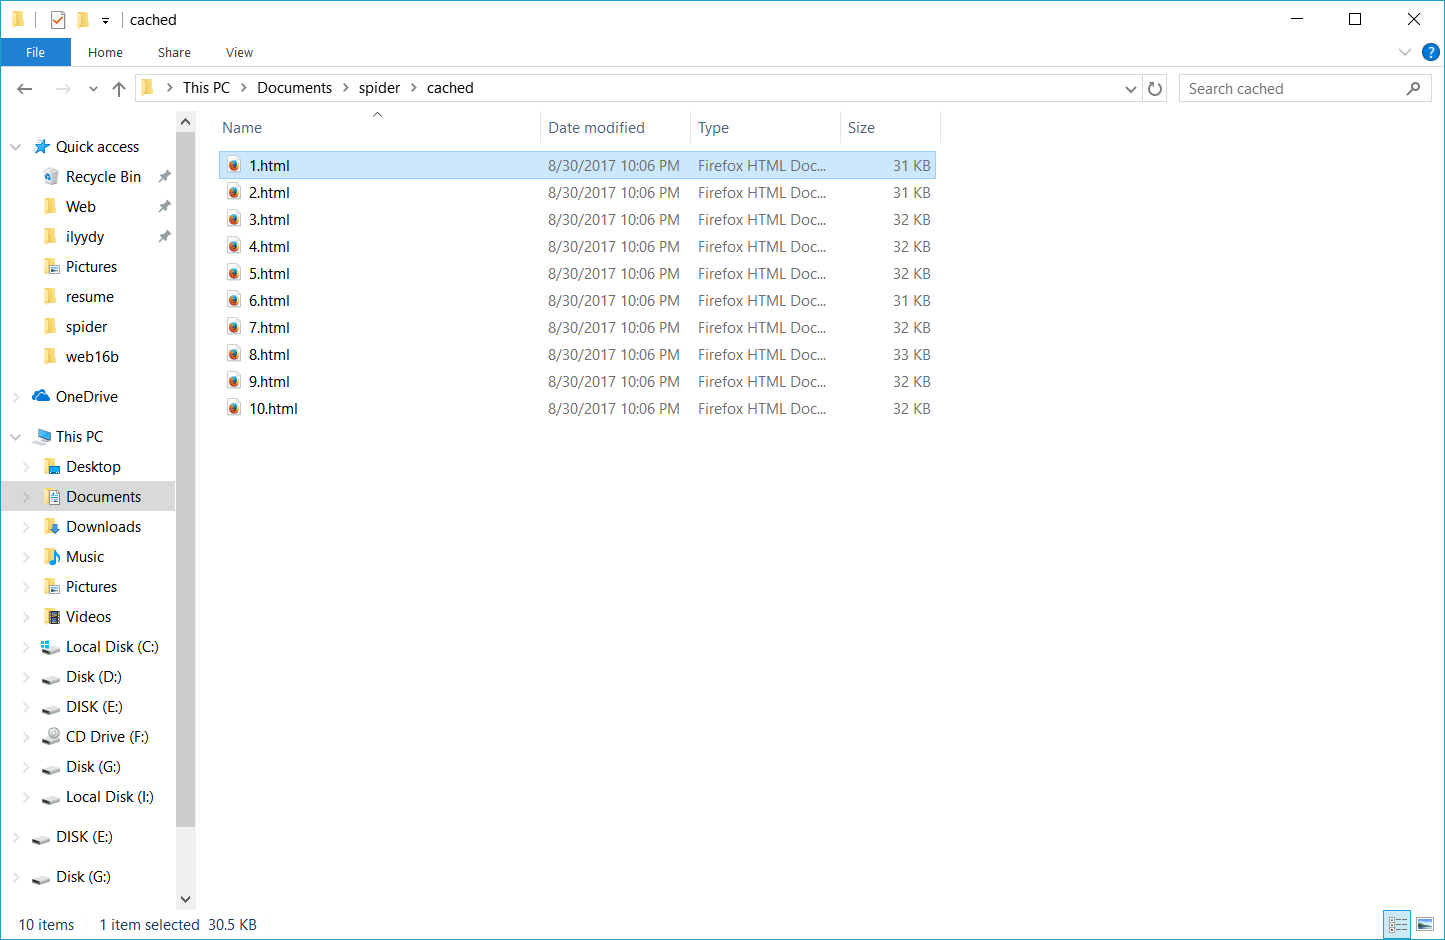 cached
File Home Share View
?
This PC Documents spider cached
Search cached
Name Date modified Type Size
Quick access
Recycle Bin
Web
ilyydy
Pictures
resume
spider
web16b
OneDrive
This PC
Desktop
Documents
Downloads
Music
Pictures
Videos
Local Disk (C:)
Disk (D:)
DISK (E:)
CD Drive (F:)
Disk (G:)
Local Disk (I:)
DISK (E:)
Disk (G:)
1.html 8/30/2017 10:06 PM Firefox HTML Doc... 31 KB
2.html 8/30/2017 10:06 PM Firefox HTML Doc... 31 KB
3.html 8/30/2017 10:06 PM Firefox HTML Doc... 32 KB
4.html 8/30/2017 10:06 PM Firefox HTML Doc... 32 KB
5.html 8/30/2017 10:06 PM Firefox HTML Doc... 32 KB
6.html 8/30/2017 10:06 PM Firefox HTML Doc... 31 KB
7.html 8/30/2017 10:06 PM Firefox HTML Doc... 32 KB
8.html 8/30/2017 10:06 PM Firefox HTML Doc... 33 KB
9.html 8/30/2017 10:06 PM Firefox HTML Doc... 32 KB
10.html 8/30/2017 10:06 PM Firefox HTML Doc... 32 KB
10 items 1 item selected 30.5 KB